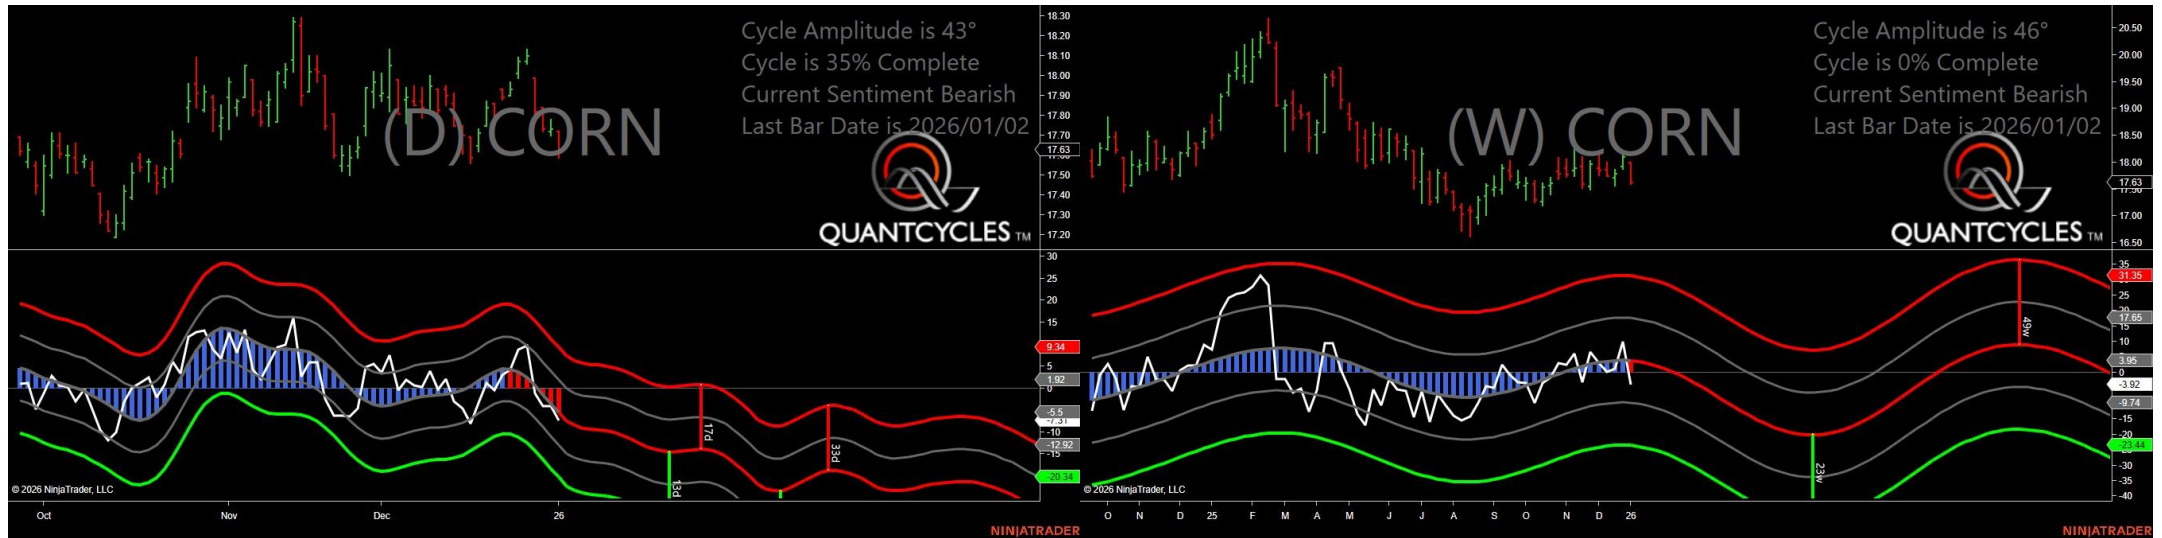 Cycle Amplitude is 43°
Cycle is 35% Complete
Current Sentiment Bearish
Last Bar Date is 2026/01/02
(D) CORN
QUANTCYCLES TM
18.30
18.20
18.10
18.00
17.90
17.80
17.70
17.63
17.50
17.40
17.30
17.20
30
25
20
15
9.34
5
1.92
0
-5.5
-7.31
-10
-12.92
-15
-20.34
17d
33d
13d
© 2026 NinjaTrader, LLC
Oct
Nov
Dec
26
NINJATRADER
Cycle Amplitude is 46°
Cycle is 0% Complete
Current Sentiment Bearish
Last Bar Date is 2026/01/02
(W) CORN
QUANTCYCLES TM
20.50
20.00
19.50
19.00
18.50
18.00
17.63
17.50
17.00
16.50
35
31.35
25
17.65
15
10
3.95
0
-3.92
-9.74
-15
-20
-23.44
-30
-35
-40
49w
23w
© 2026 NinjaTrader, LLC
O N D 25 F M A M J J A S O N D 26
NINJATRADER